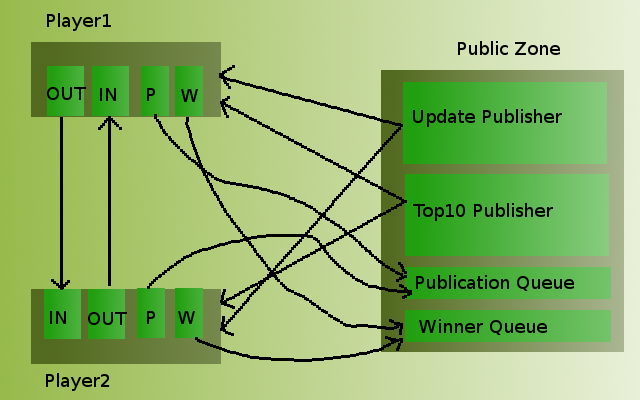 Player1
Public Zone
OUT IN P W
Update Publisher
Top10 Publisher
Publication Queue
IN OUT P W
Winner Queue
Player2